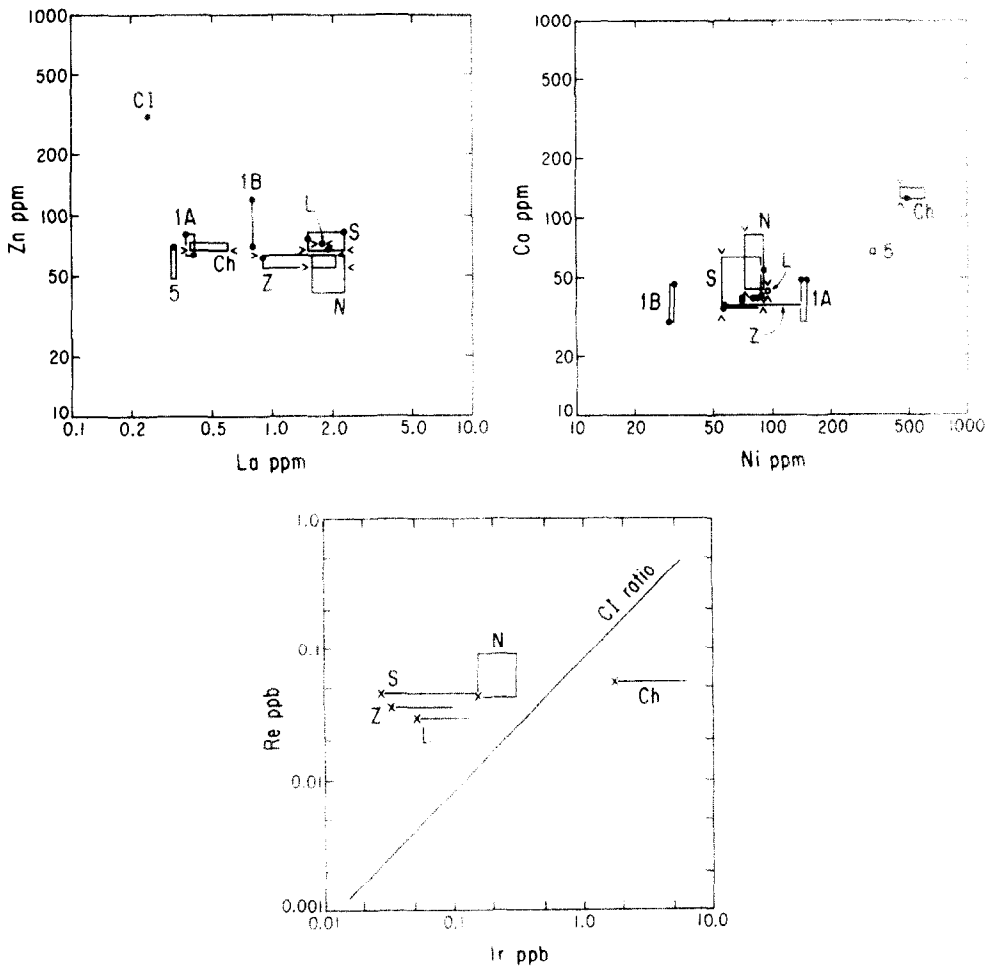 1000
500
200
100
50
20
10
Zn ppm
CI
1A
1B
L
S
Ch
Z
N
5
0.1 0.2 0.5 1.0 2.0 5.0 10.0
La ppm
1000
500
200
100
50
20
10
Co ppm
Ch
5
N
S
L
1B
1A
Z
10 20 50 100 200 500 1000
Ni ppm
1.0
0.1
0.01
0.001
Re ppb
CI ratio
N
S
Z
L
Ch
0.01 0.1 1.0 10.0
Ir ppb